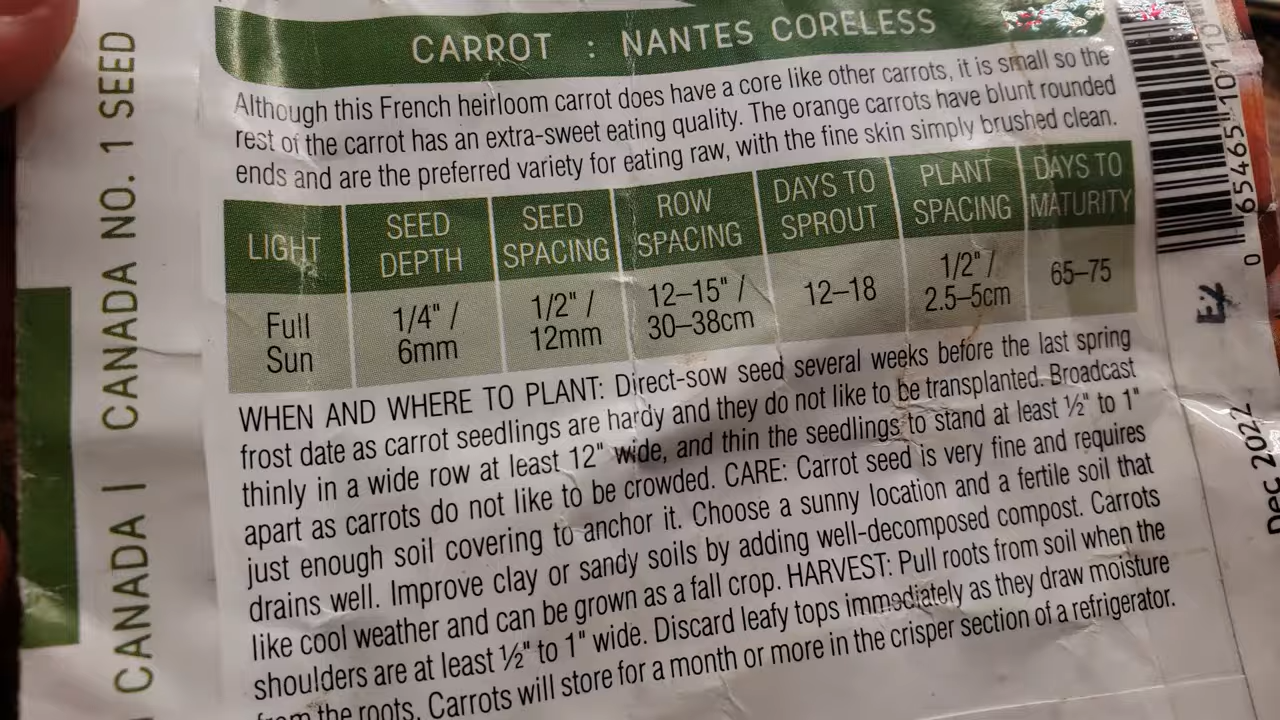 CANADA | CANADA NO. 1 SEED
CARROT : NANTES CORELESS
Although this French heirloom carrot does have a core like other carrots, it is small so the
rest of the carrot has an extra-sweet eating quality. The orange carrots have blunt rounded
ends and are the preferred variety for eating raw, with the fine skin simply brushed clean.
LIGHT SEED DEPTH SEED SPACING ROW SPACING DAYS TO SPROUT PLANT SPACING DAYS TO MATURITY
Full Sun 1/4" / 6mm 1/2" / 12mm 12–15" / 30–38cm 12–18 1/2" / 2.5–5cm 65–75
WHEN AND WHERE TO PLANT: Direct-sow seed several weeks before the last spring
frost date as carrot seedlings are hardy and they do not like to be transplanted. Broadcast
thinly in a wide row at least 12" wide, and thin the seedlings to stand at least ½" to 1"
apart as carrots do not like to be crowded. CARE: Carrot seed is very fine and requires
just enough soil covering to anchor it. Choose a sunny location and a fertile soil that
drains well. Improve clay or sandy soils by adding well-decomposed compost. Carrots
like cool weather and can be grown as a fall crop. HARVEST: Pull roots from soil when the
shoulders are at least ½" to 1" wide. Discard leafy tops immediately as they draw moisture
from the roots. Carrots will store for a month or more in the crisper section of a refrigerator.
0 65465 10110
Dec 2022